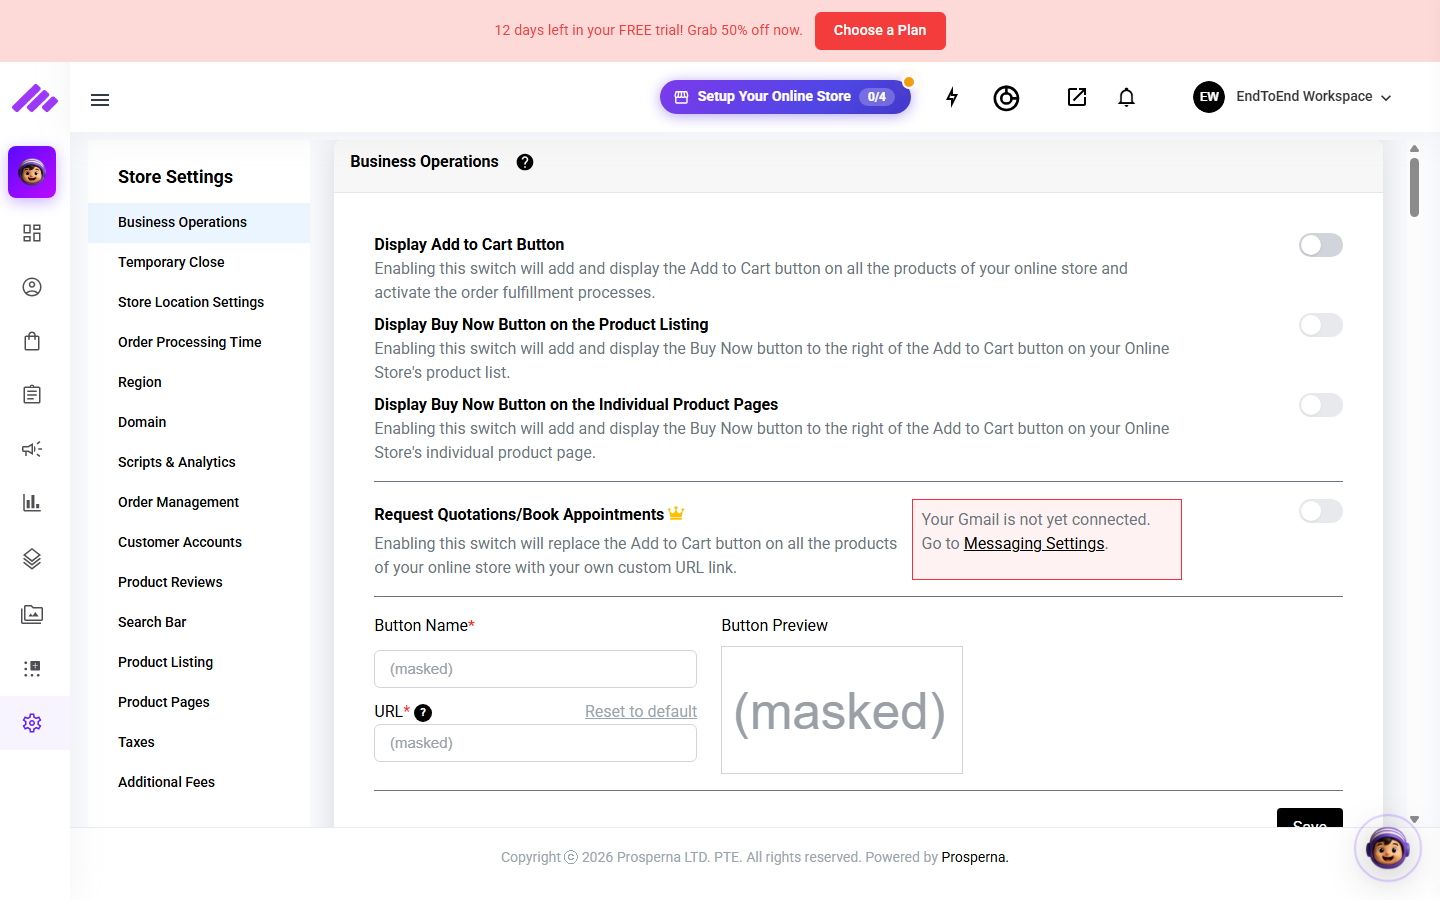 12 days left in your FREE trial! Grab 50% off now.
Choose a Plan
Setup Your Online Store 0/4
EW
EndToEnd Workspace
Store Settings
Business Operations
Temporary Close
Store Location Settings
Order Processing Time
Region
Domain
Scripts & Analytics
Order Management
Customer Accounts
Product Reviews
Search Bar
Product Listing
Product Pages
Taxes
Additional Fees
Business Operations ?
Display Add to Cart Button
Enabling this switch will add and display the Add to Cart button on all the products of your online store and
activate the order fulfillment processes.
Display Buy Now Button on the Product Listing
Enabling this switch will add and display the Buy Now button to the right of the Add to Cart button on your Online
Store's product list.
Display Buy Now Button on the Individual Product Pages
Enabling this switch will add and display the Buy Now button to the right of the Add to Cart button on your Online
Store's individual product page.
Request Quotations/Book Appointments
Enabling this switch will replace the Add to Cart button on all the products
of your online store with your own custom URL link.
Your Gmail is not yet connected.
Go to Messaging Settings.
Button Name*
(masked)
URL* ?
Reset to default
(masked)
Button Preview
(masked)
Save
Copyright © 2026 Prosperna LTD. PTE. All rights reserved. Powered by Prosperna.